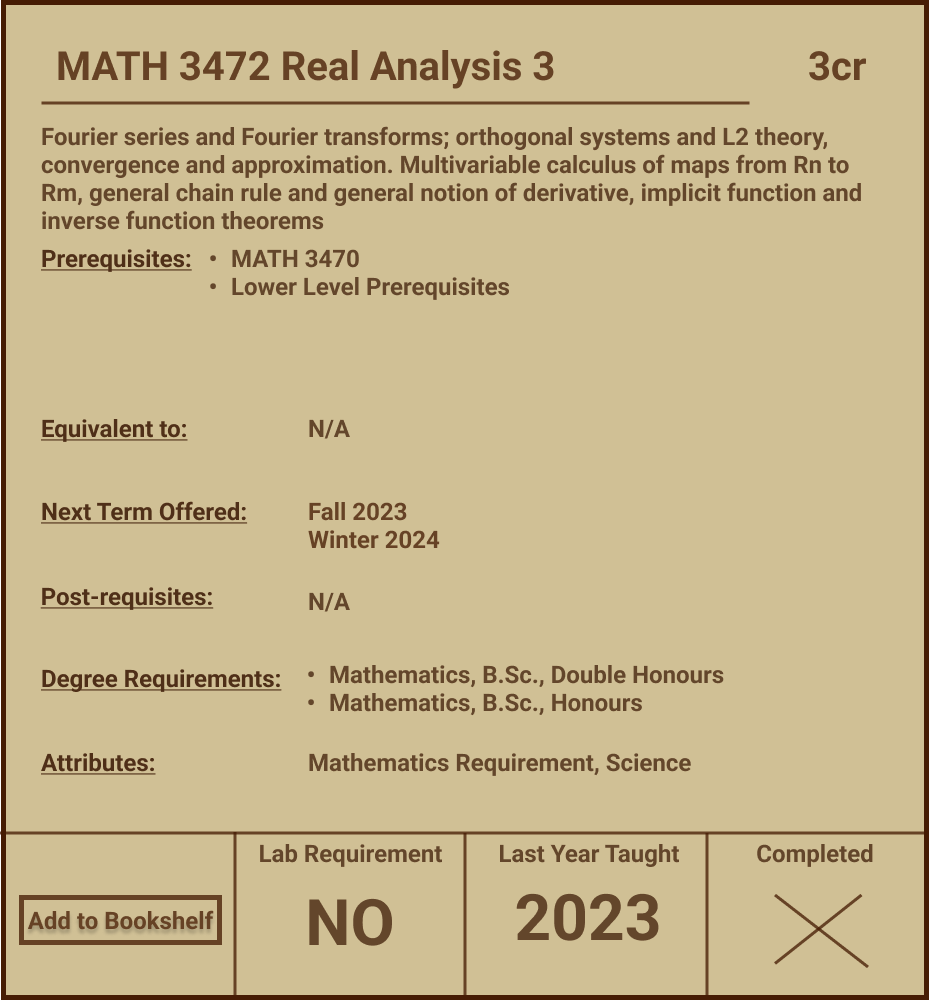 MATH 3472 Real Analysis 3 3cr
Fourier series and Fourier transforms; orthogonal systems and L2 theory,
convergence and approximation. Multivariable calculus of maps from Rn to
Rm, general chain rule and general notion of derivative, implicit function and
inverse function theorems
Prerequisites: • MATH 3470
• Lower Level Prerequisites
Equivalent to: N/A
Next Term Offered: Fall 2023
Winter 2024
Post-requisites: N/A
Degree Requirements: • Mathematics, B.Sc., Double Honours
• Mathematics, B.Sc., Honours
Attributes: Mathematics Requirement, Science
Add to Bookshelf
Lab Requirement
NO
Last Year Taught
2023
Completed